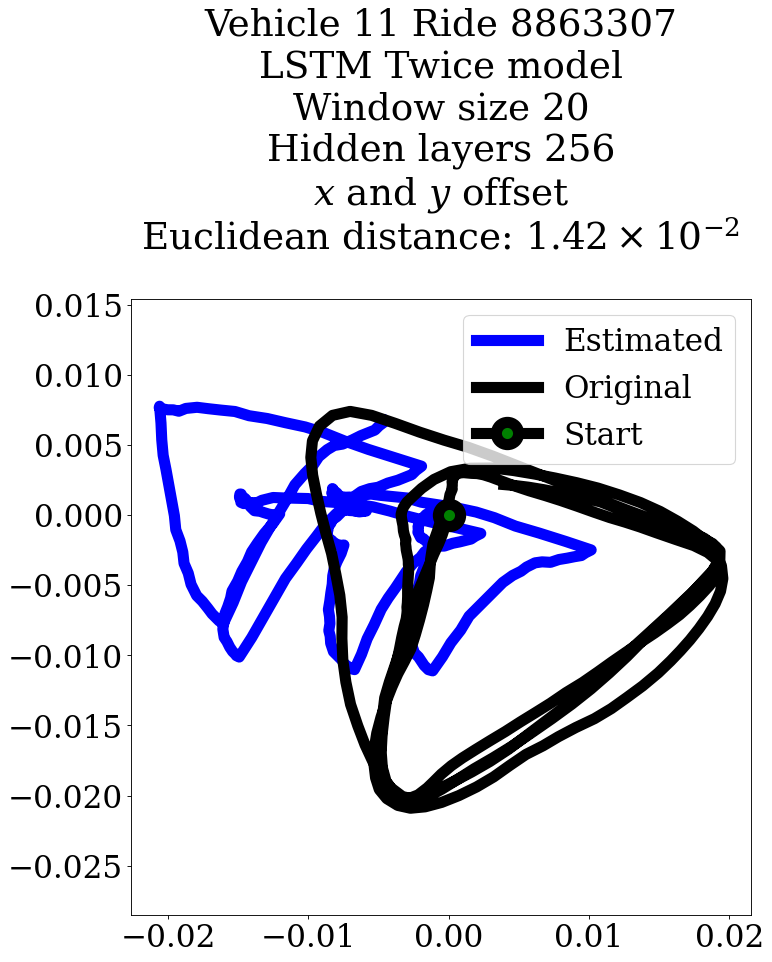 Vehicle 11 Ride 8863307
LSTM Twice model
Window size 20
Hidden layers 256
x and y offset
Euclidean distance: 1.42 × 10⁻²
0.015
0.010
0.005
0.000
−0.005
−0.010
−0.015
−0.020
−0.025
Estimated
Original
Start
−0.02 −0.01 0.00 0.01 0.02